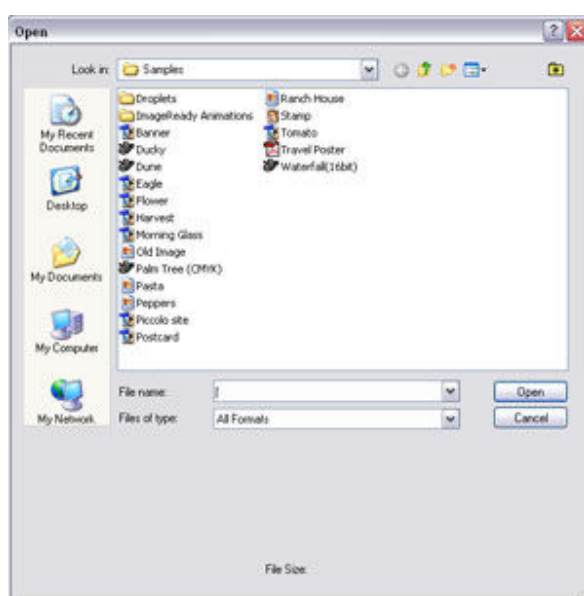 Open
Look in:
Samples
My Recent
Documents
Desktop
My Documents
My Computer
My Network
Droplets
ImageReady Animations
Banner
Ducky
Dune
Eagle
Flower
Harvest
Morning Glass
Old Image
Palm Tree (CMYK)
Pasta
Peppers
Piccolo site
Postcard
Ranch House
Stamp
Tomato
Travel Poster
Waterfall(16bit)
File name:
Open
Files of type:
All Formats
Cancel
File Size: